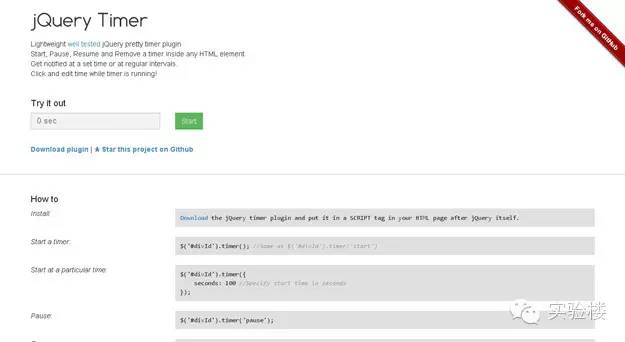 jQuery Timer
Fork me on GitHub
Lightweight well tested jQuery pretty timer plugin
Start, Pause, Resume and Remove a timer inside any HTML element.
Get notified at a set time or at regular intervals.
Click and edit time while timer is running!
Try it out
0 sec
Start
Download plugin | ★ Star this project on Github
How to
Install:
Download the jQuery timer plugin and put it in a SCRIPT tag in your HTML page after jQuery itself.
Start a timer:
$('#divId').timer(); //Same as $('#divId').timer('start')
Start at a particular time:
$('#divId').timer({
seconds: 100 //Specify start time in seconds
});
Pause:
$('#divId').timer('pause');
实验楼